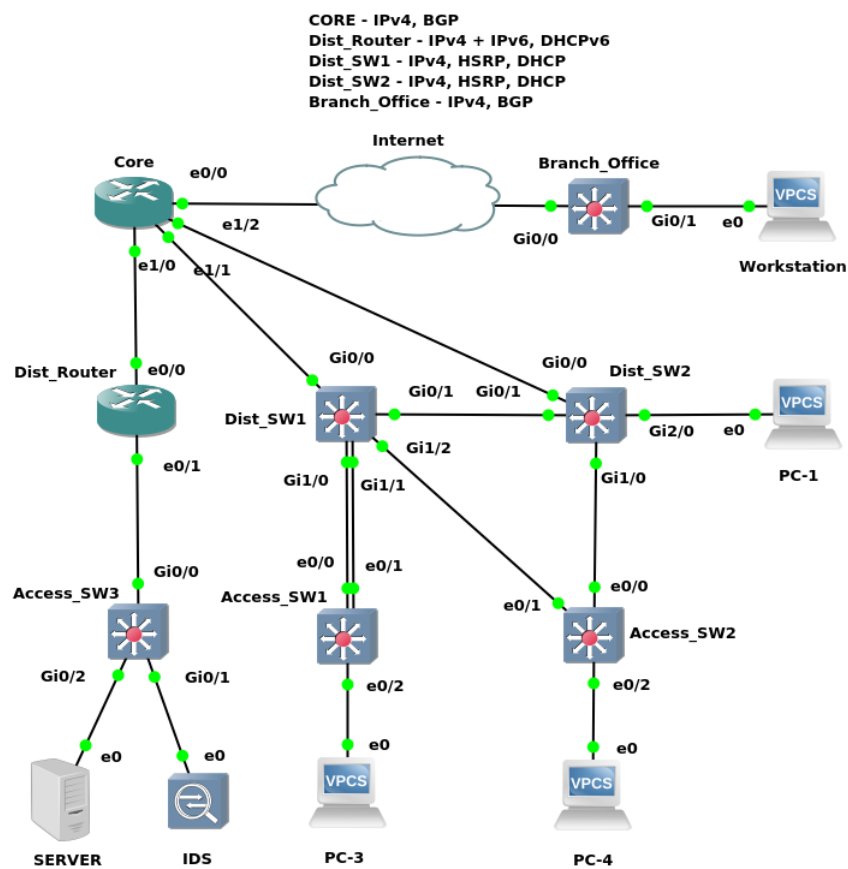 CORE - IPv4, BGP
Dist_Router - IPv4 + IPv6, DHCPv6
Dist_SW1 - IPv4, HSRP, DHCP
Dist_SW2 - IPv4, HSRP, DHCP
Branch_Office - IPv4, BGP
Internet
Core
e0/0
Branch_Office
VPCS
e1/2
Gi0/0
Gi0/1
e0
Workstation
e1/0
e1/1
Gi0/0
Gi0/0
Dist_Router
e0/0
Dist_SW2
Dist_SW1
Gi0/1
Gi0/1
VPCS
Gi2/0
e0
PC-1
e0/1
Gi1/0
Gi1/1
Gi1/2
Gi1/0
Gi0/0
e0/0
e0/1
e0/0
Access_SW3
Access_SW1
e0/1
Access_SW2
Gi0/2
Gi0/1
e0/2
e0/2
e0
e0
e0
e0
VPCS
VPCS
SERVER
IDS
PC-3
PC-4